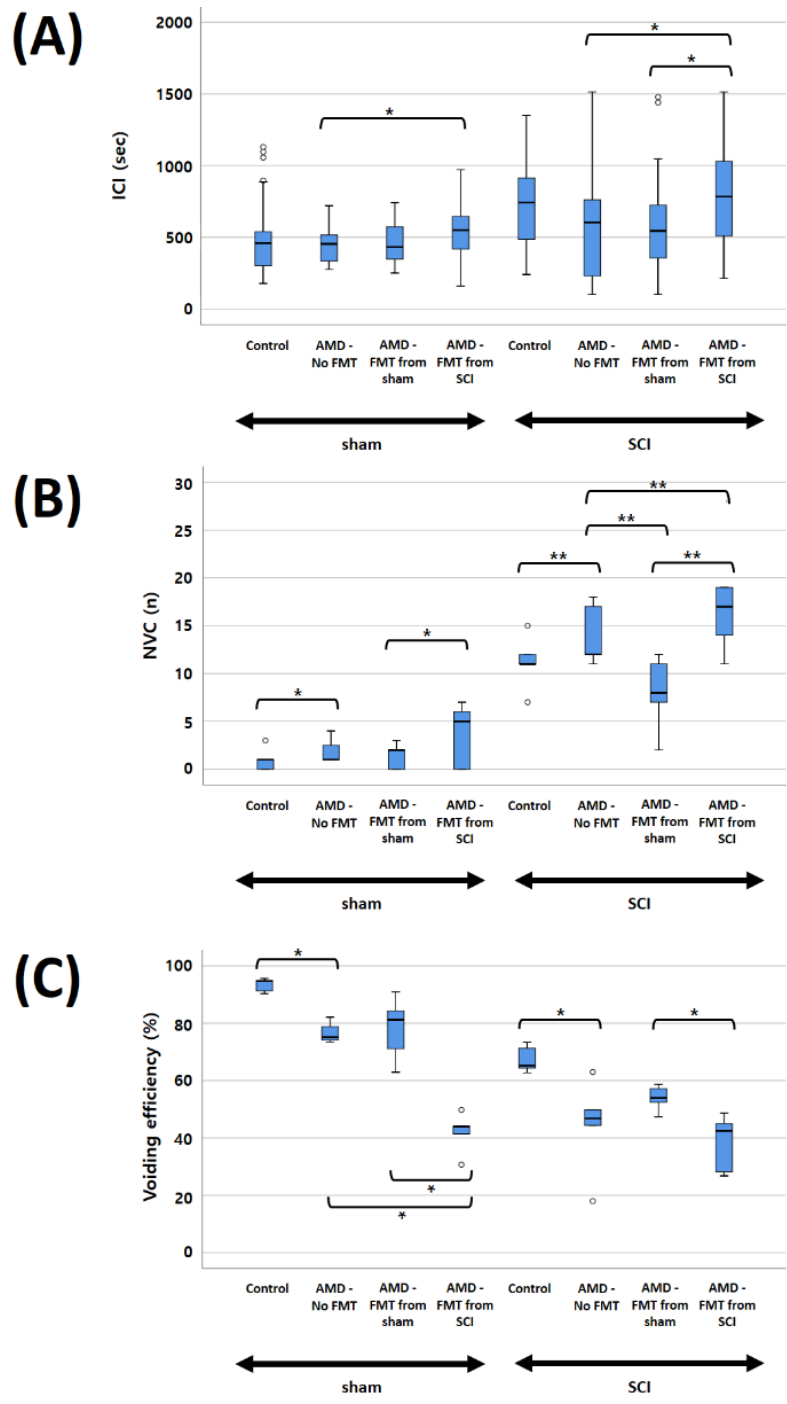 (A)
ICI (sec)
2000
1500
1000
500
0
*
*
*
Control
AMD -
No FMT
AMD -
FMT from
sham
AMD -
FMT from
SCI
Control
AMD -
No FMT
AMD -
FMT from
sham
AMD -
FMT from
SCI
sham
SCI
(B)
NVC (n)
30
25
20
15
10
5
0
*
*
**
**
**
**
Control
AMD -
No FMT
AMD -
FMT from
sham
AMD -
FMT from
SCI
Control
AMD -
No FMT
AMD -
FMT from
sham
AMD -
FMT from
SCI
sham
SCI
(C)
Voiding efficiency (%)
100
80
60
40
20
0
*
*
*
*
*
Control
AMD -
No FMT
AMD -
FMT from
sham
AMD -
FMT from
SCI
Control
AMD -
No FMT
AMD -
FMT from
sham
AMD -
FMT from
SCI
sham
SCI